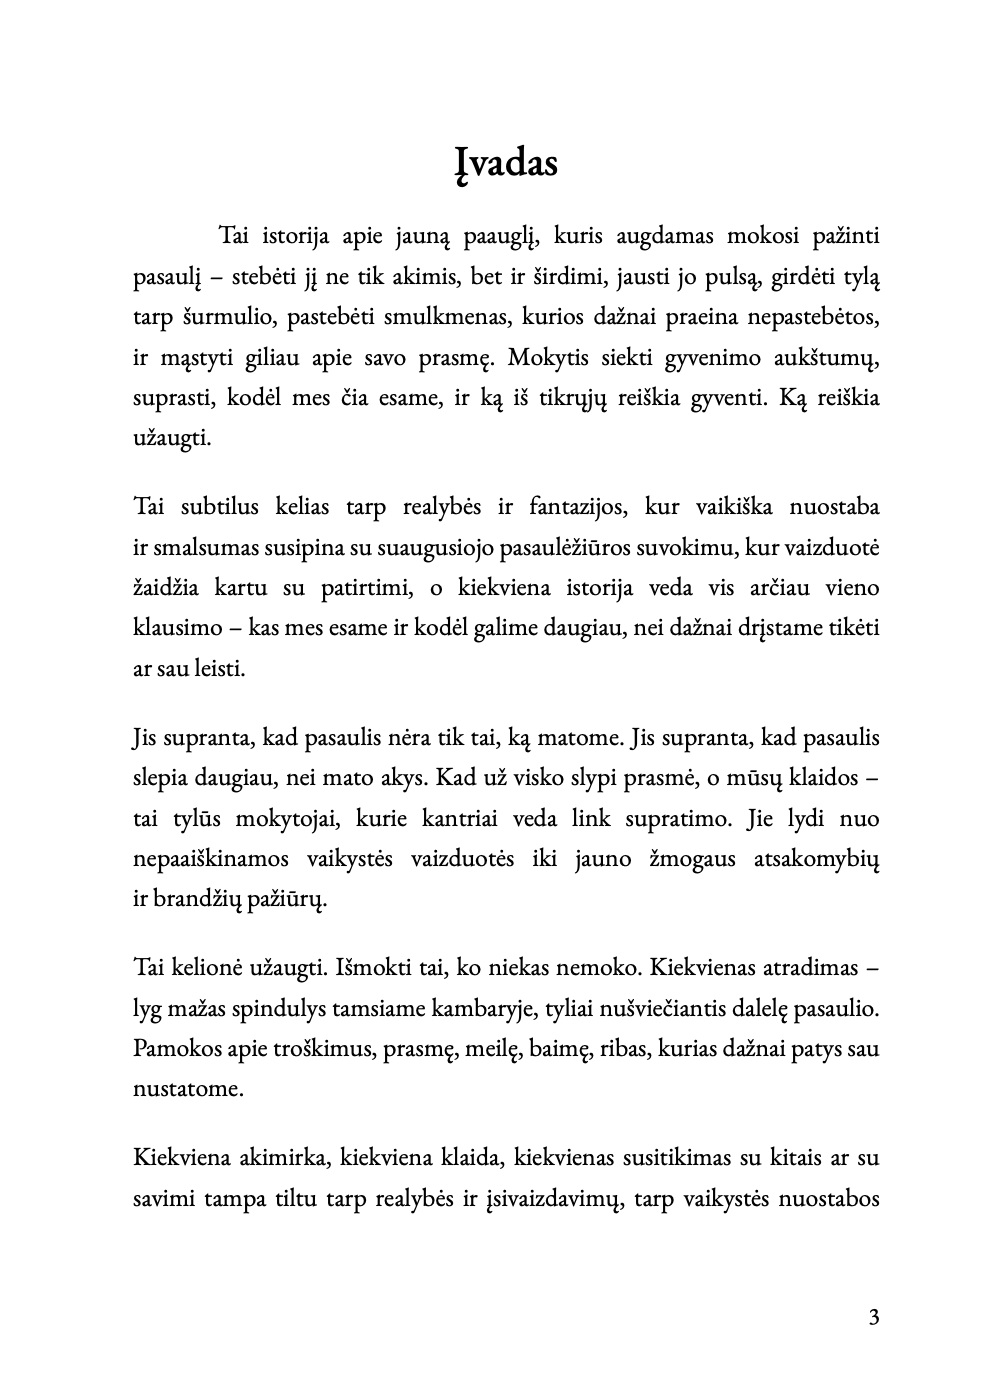 Įvadas
Tai istorija apie jauną paauglį, kuris augdamas mokosi pažinti
pasaulį – stebėti jį ne tik akimis, bet ir širdimi, jausti jo pulsą, girdėti tylą
tarp šurmulio, pastebėti smulkmenas, kurios dažnai praeina nepastebėtos,
ir mąstyti giliau apie savo prasmę. Mokytis siekti gyvenimo aukštumų,
suprasti, kodėl mes čia esame, ir ką iš tikrųjų reiškia gyventi. Ką reiškia
užaugti.
Tai subtilus kelias tarp realybės ir fantazijos, kur vaikiška nuostaba
ir smalsumas susipina su suaugusiojo pasaulėžiūros suvokimu, kur vaizduotė
žaidžia kartu su patirtimi, o kiekviena istorija veda vis arčiau vieno
klausimo – kas mes esame ir kodėl galime daugiau, nei dažnai drįstame tikėti
ar sau leisti.
Jis supranta, kad pasaulis nėra tik tai, ką matome. Jis supranta, kad pasaulis
slepia daugiau, nei mato akys. Kad už visko slypi prasmė, o mūsų klaidos –
tai tylūs mokytojai, kurie kantriai veda link supratimo. Jie lydi nuo
nepaaiškinamos vaikystės vaizduotės iki jauno žmogaus atsakomybių
ir brandžių pažiūrų.
Tai kelionė užaugti. Išmokti tai, ko niekas nemoko. Kiekvienas atradimas –
lyg mažas spindulys tamsiame kambaryje, tyliai nušviečiantis dalelę pasaulio.
Pamokos apie troškimus, prasmę, meilę, baimę, ribas, kurias dažnai patys sau
nustatome.
Kiekviena akimirka, kiekviena klaida, kiekvienas susitikimas su kitais ar su
savimi tampa tiltu tarp realybės ir įsivaizdavimų, tarp vaikystės nuostabos
3